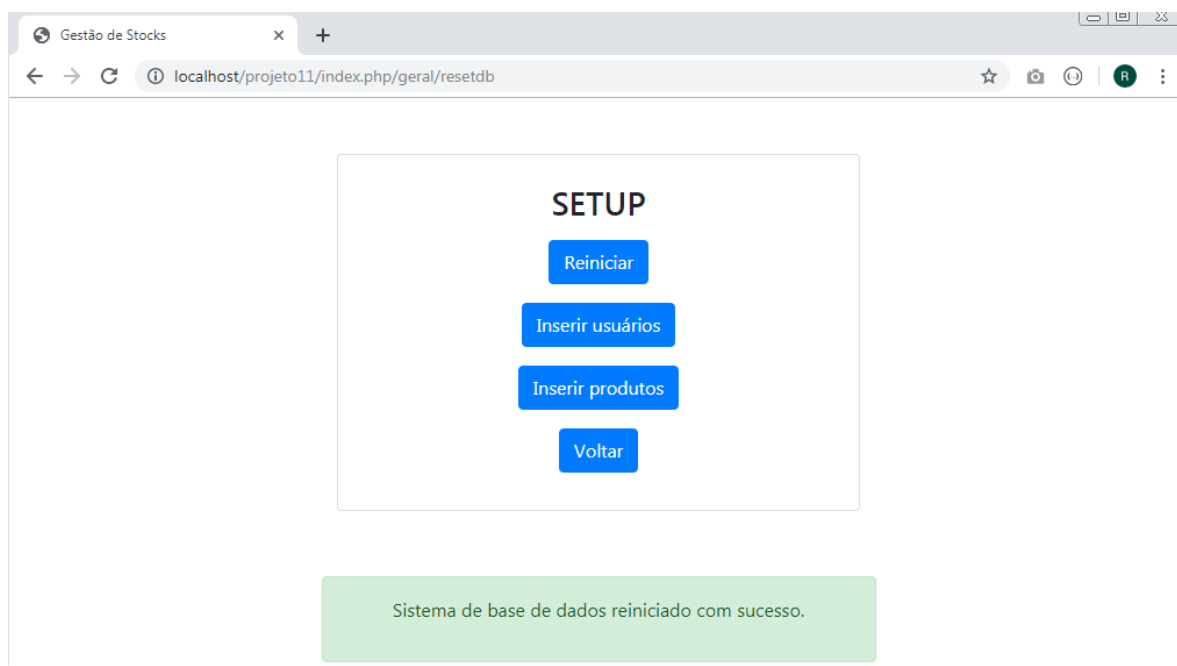 Gestão de Stocks
localhost/projeto11/index.php/geral/resetdb
R
SETUP
Reiniciar
Inserir usuários
Inserir produtos
Voltar
Sistema de base de dados reiniciado com sucesso.